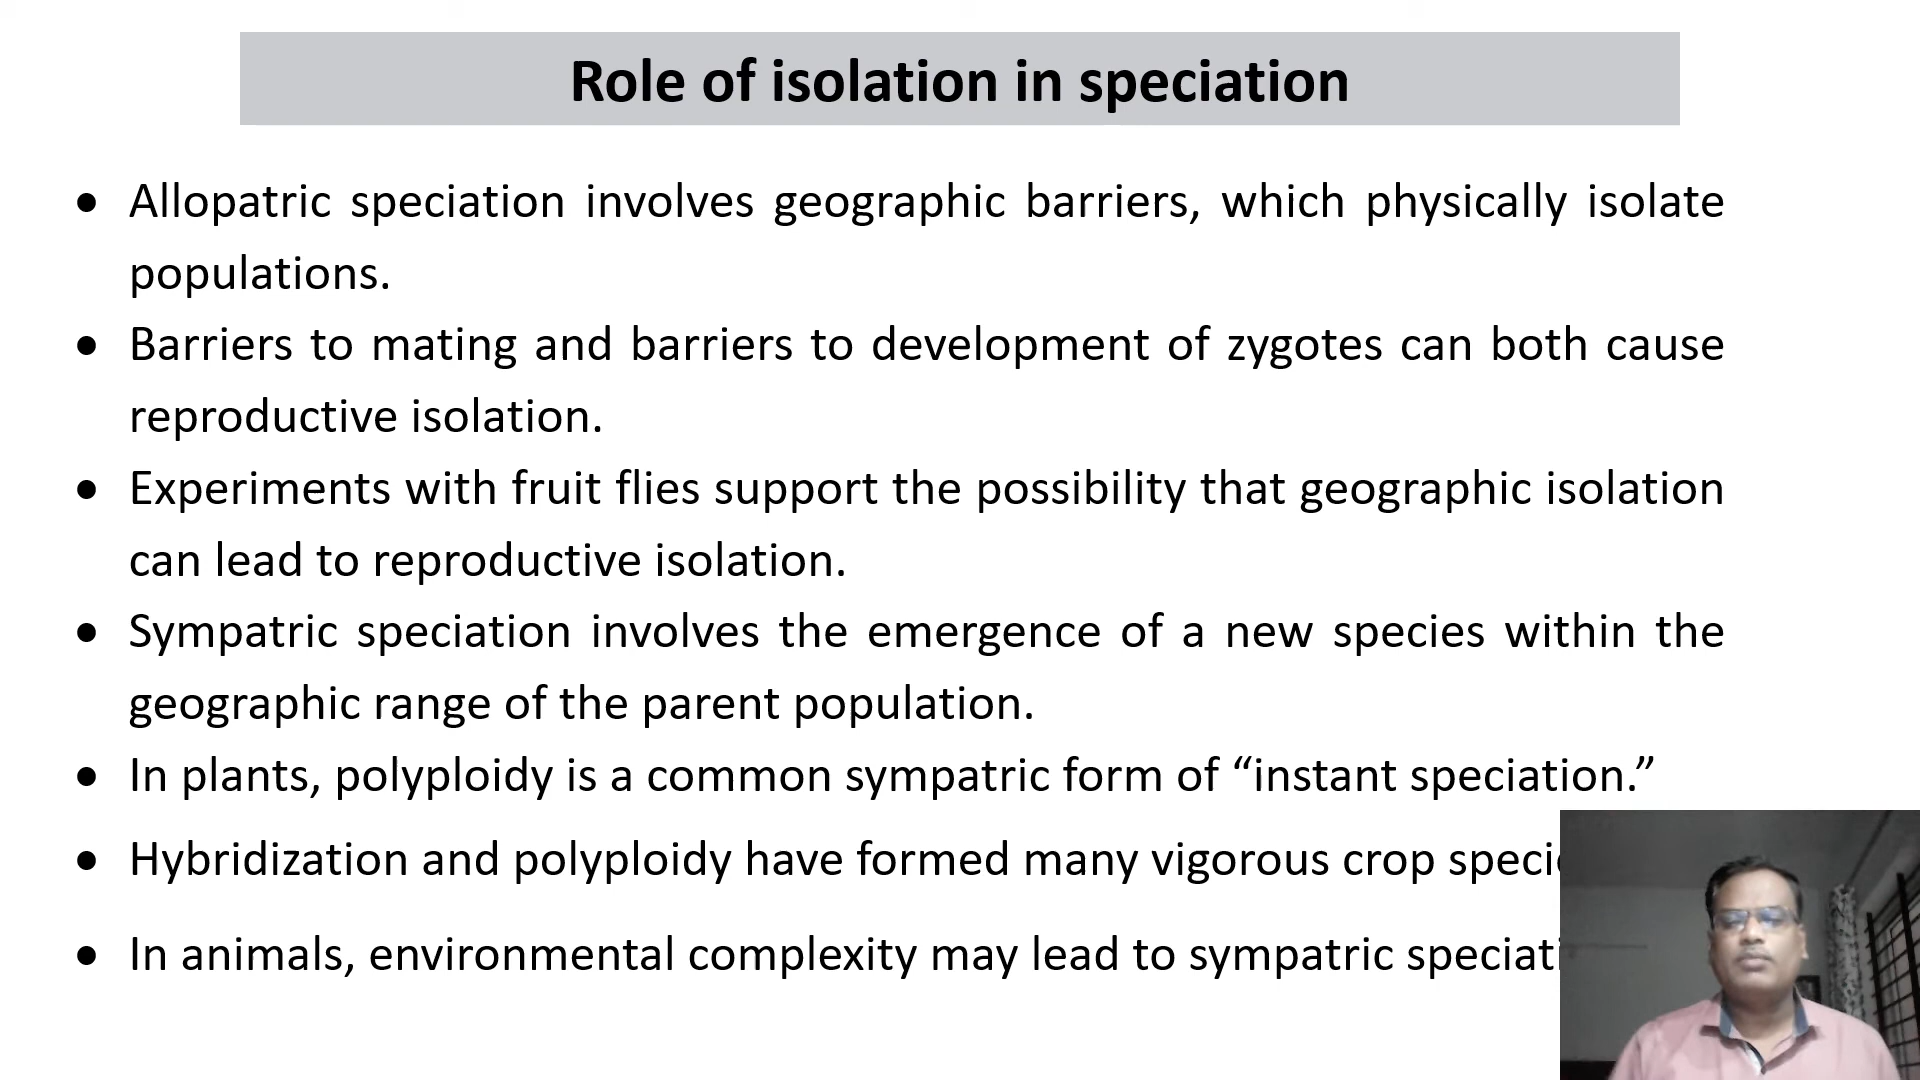 Role of isolation in speciation
• Allopatric speciation involves geographic barriers, which physically isolate
populations.
• Barriers to mating and barriers to development of zygotes can both cause
reproductive isolation.
• Experiments with fruit flies support the possibility that geographic isolation
can lead to reproductive isolation.
• Sympatric speciation involves the emergence of a new species within the
geographic range of the parent population.
• In plants, polyploidy is a common sympatric form of “instant speciation.”
• Hybridization and polyploidy have formed many vigorous crop
• In animals, environmental complexity may lead to sympatric